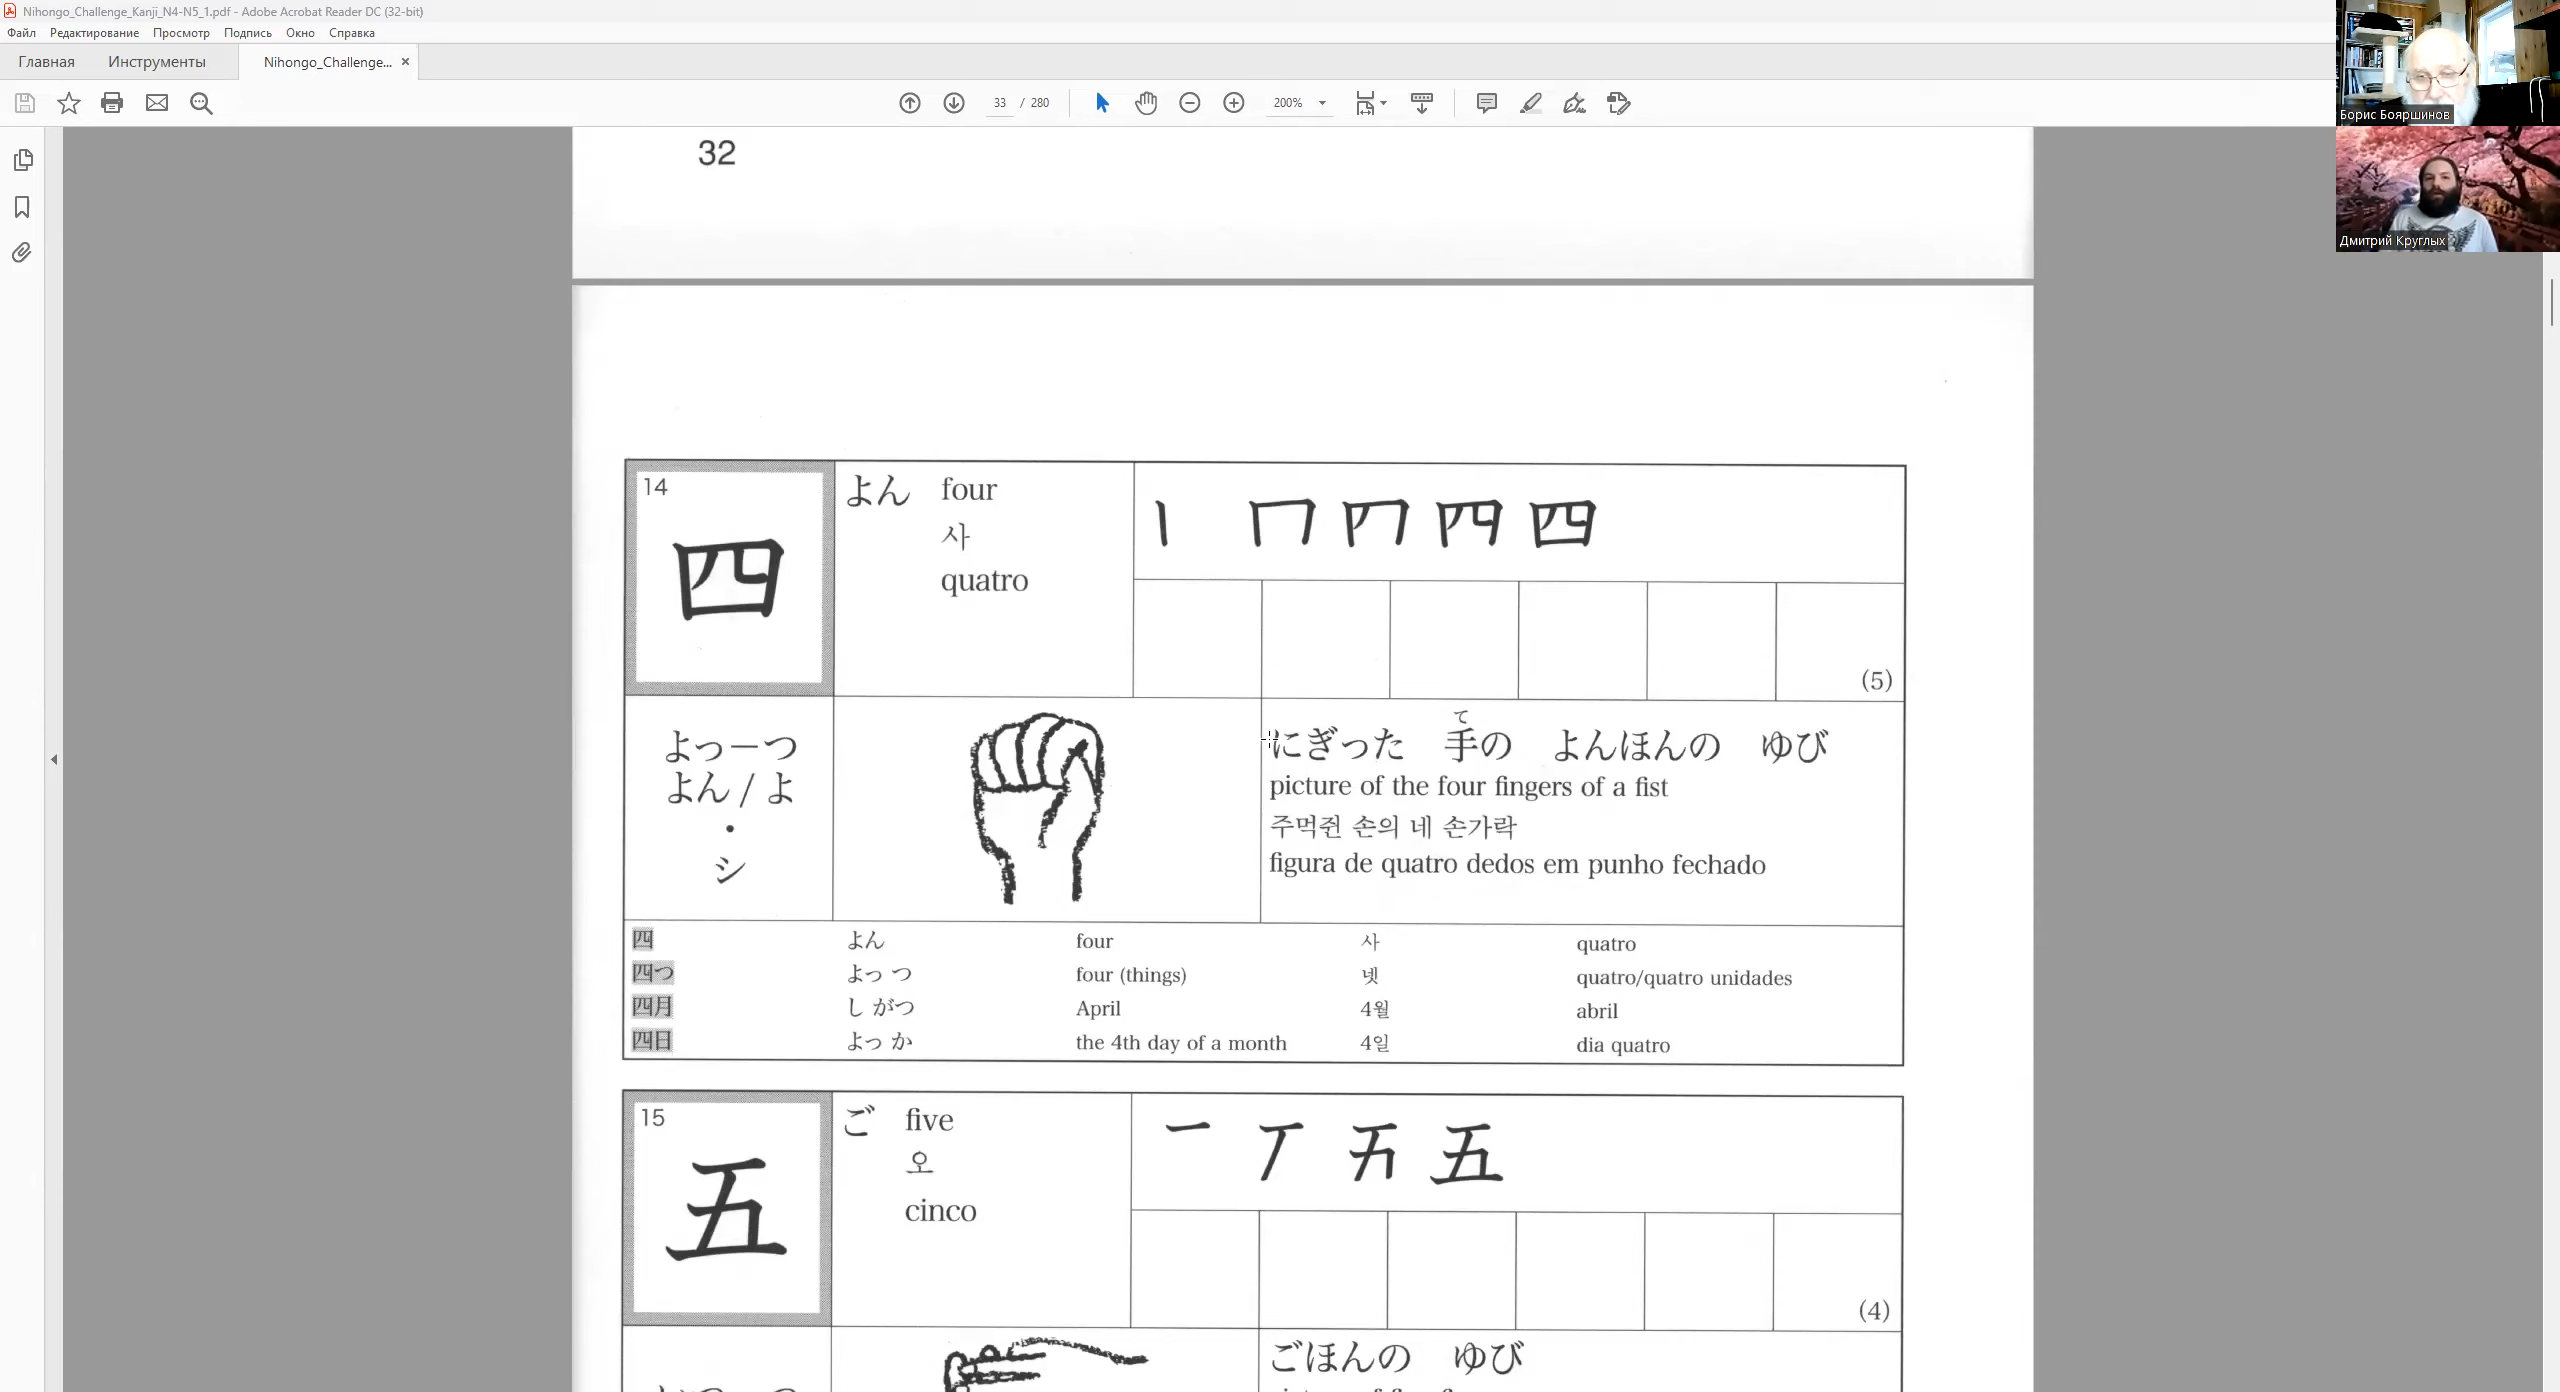 Nihongo_Challenge_Kanji_N4-N5_1.pdf - Adobe Acrobat Reader DC (32-bit)
Файл Редактирование Просмотр Подпись Окно Справка
Главная Инструменты Nihongo_Challenge... ×
33 / 280 200%
Борис Бояршинов
Дмитрий Круглых
32
14
四
よん four
사
quatro
丨 冂 四
(5)
よっ－つ
よん / よ
・
シ
て
にぎった 手の よんほんの ゆび
picture of the four fingers of a fist
주먹쥔 손의 네 손가락
figura de quatro dedos em punho fechado
四 よん four 사 quatro
四つ よっ つ four (things) 넷 quatro/quatro unidades
四月 し がつ April 4월 abril
四日 よっ か the 4th day of a month 4일 dia quatro
15
五
ご five
오
cinco
一 丆 五
(4)
ごほんの ゆび